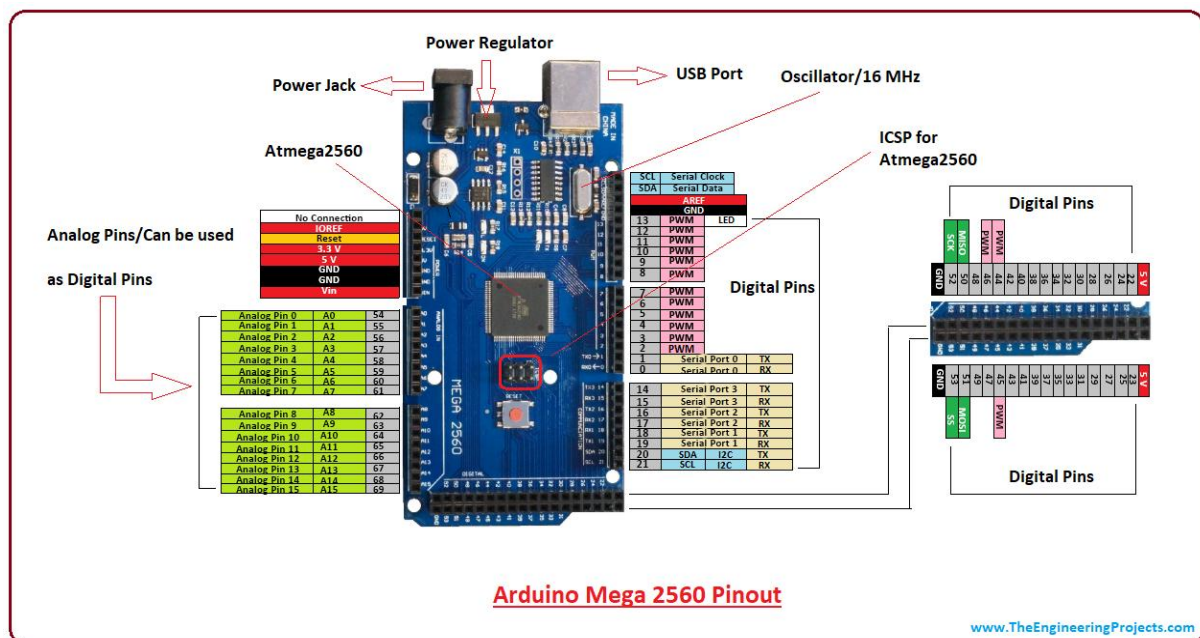 Power Regulator
Power Jack
USB Port
Oscillator/16 MHz
Atmega2560
ICSP for
Atmega2560
Analog Pins/Can be used
as Digital Pins
No Connection
IOREF
Reset
3.3 V
5 V
GND
GND
Vin
Analog Pin 0 A0 54
Analog Pin 1 A1 55
Analog Pin 2 A2 56
Analog Pin 3 A3 57
Analog Pin 4 A4 58
Analog Pin 5 A5 59
Analog Pin 6 A6 60
Analog Pin 7 A7 61
Analog Pin 8 A8 62
Analog Pin 9 A9 63
Analog Pin 10 A10 64
Analog Pin 11 A11 65
Analog Pin 12 A12 66
Analog Pin 13 A13 67
Analog Pin 14 A14 68
Analog Pin 15 A15 69
MADE IN
CHINA
ANALOG IN
MEGA 2560
RESET
ICSP
COMMUNICATION
DIGITAL
SCL Serial Clock
SDA Serial Data
AREF
GND
13 PWM LED
12 PWM
11 PWM
10 PWM
9 PWM
8 PWM
7 PWM
6 PWM
5 PWM
4 PWM
3 PWM
2 PWM
1 Serial Port 0 TX
0 Serial Port 0 RX
14 Serial Port 3 TX
15 Serial Port 3 RX
16 Serial Port 2 TX
17 Serial Port 2 RX
18 Serial Port 1 TX
19 Serial Port 1 RX
20 SDA I2C TX
21 SCL I2C RX
Digital Pins
Digital Pins
SCK MISO PWM PWM
GND 52 50 48 46 44 42 40 38 36 34 32 30 28 26 24 22 5 V
GND 53 51 49 47 45 43 41 39 37 35 33 31 29 27 25 23 5 V
SS MOSI PWM
Digital Pins
Arduino Mega 2560 Pinout
www.TheEngineeringProjects.com